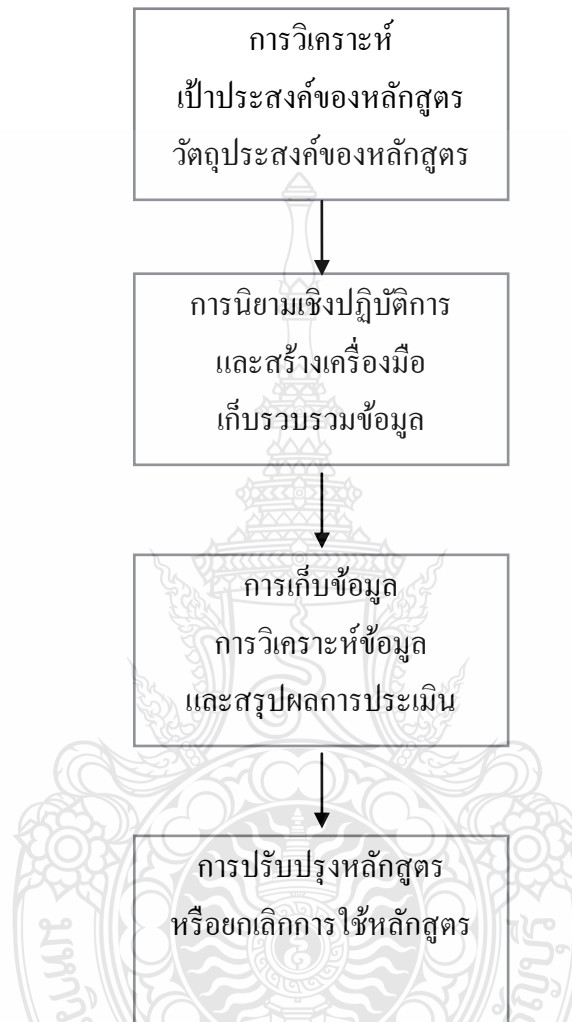 การวิเคราะห์
เป้าประสงค์ของหลักสูตร
วัตถุประสงค์ของหลักสูตร
การนิยามเชิงปฏิบัติการ
และสร้างเครื่องมือ
เก็บรวบรวมข้อมูล
การเก็บข้อมูล
การวิเคราะห์ข้อมูล
และสรุปผลการประเมิน
การปรับปรุงหลักสูตร
หรือยกเลิกการใช้หลักสูตร